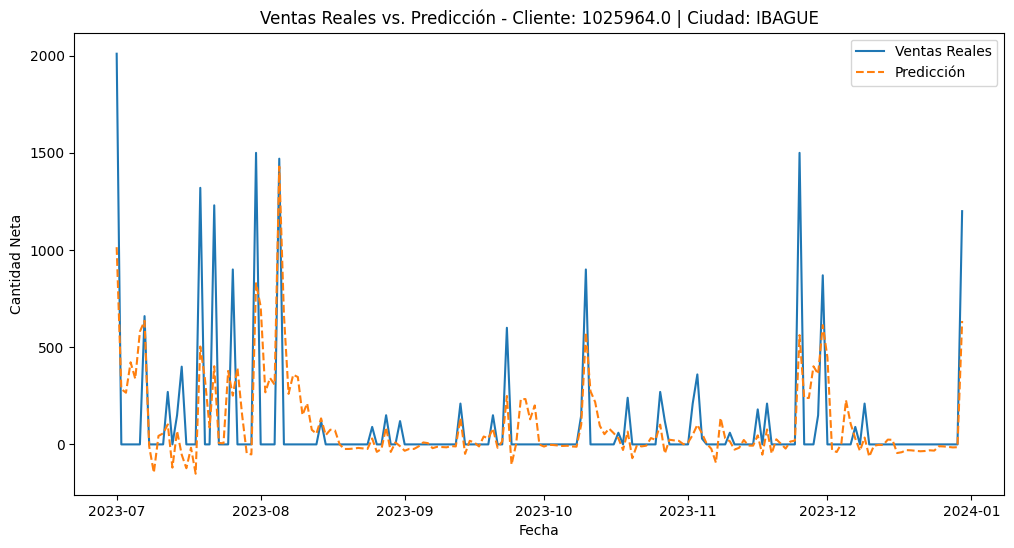 Ventas Reales vs. Predicción - Cliente: 1025964.0 | Ciudad: IBAGUE
Ventas Reales
Predicción
Cantidad Neta
2000
1500
1000
500
0
2023-07
2023-08
2023-09
2023-10
2023-11
2023-12
2024-01
Fecha